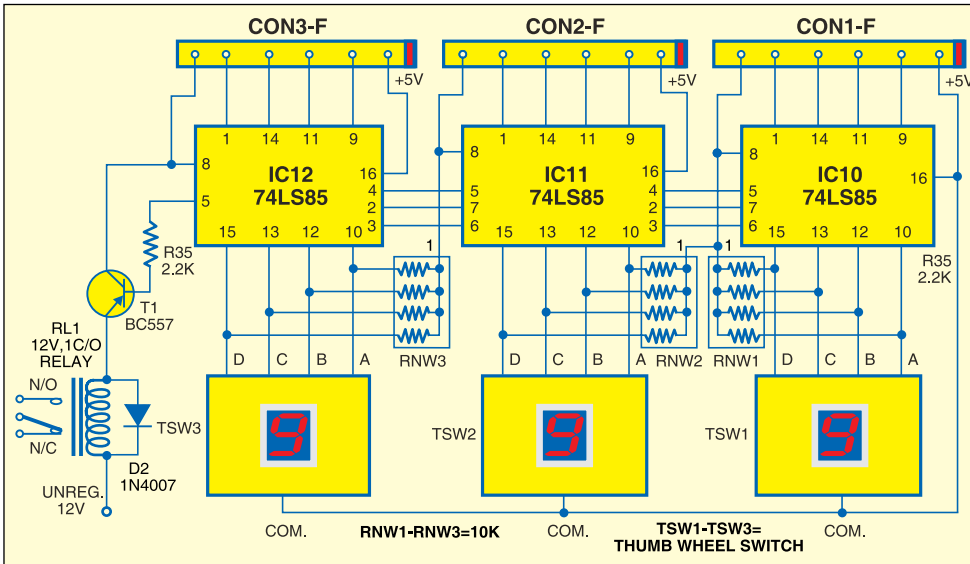 CON3-F CON2-F CON1-F
+5V +5V +5V
1 14 11 9 1 14 11 9 1 14 11 9
8 IC12 16 8 IC11 16 8 IC10 16
74LS85 74LS85 74LS85
5 4 5 4 5
2 7 2 7
3 6 3 6
15 13 12 10 15 13 12 10 15 13 12 10
R35
2.2K
1 1 1
R35
2.2K
T1
BC557
RL1
12V,1C/O
RELAY
RNW3 RNW2 RNW1
D C B A D C B A D C B A
N/O
N/C
TSW3 TSW2 TSW1
9 9 9
D2
1N4007
UNREG.
12V
COM. RNW1-RNW3=10K COM. TSW1-TSW3= COM.
THUMB WHEEL SWITCH